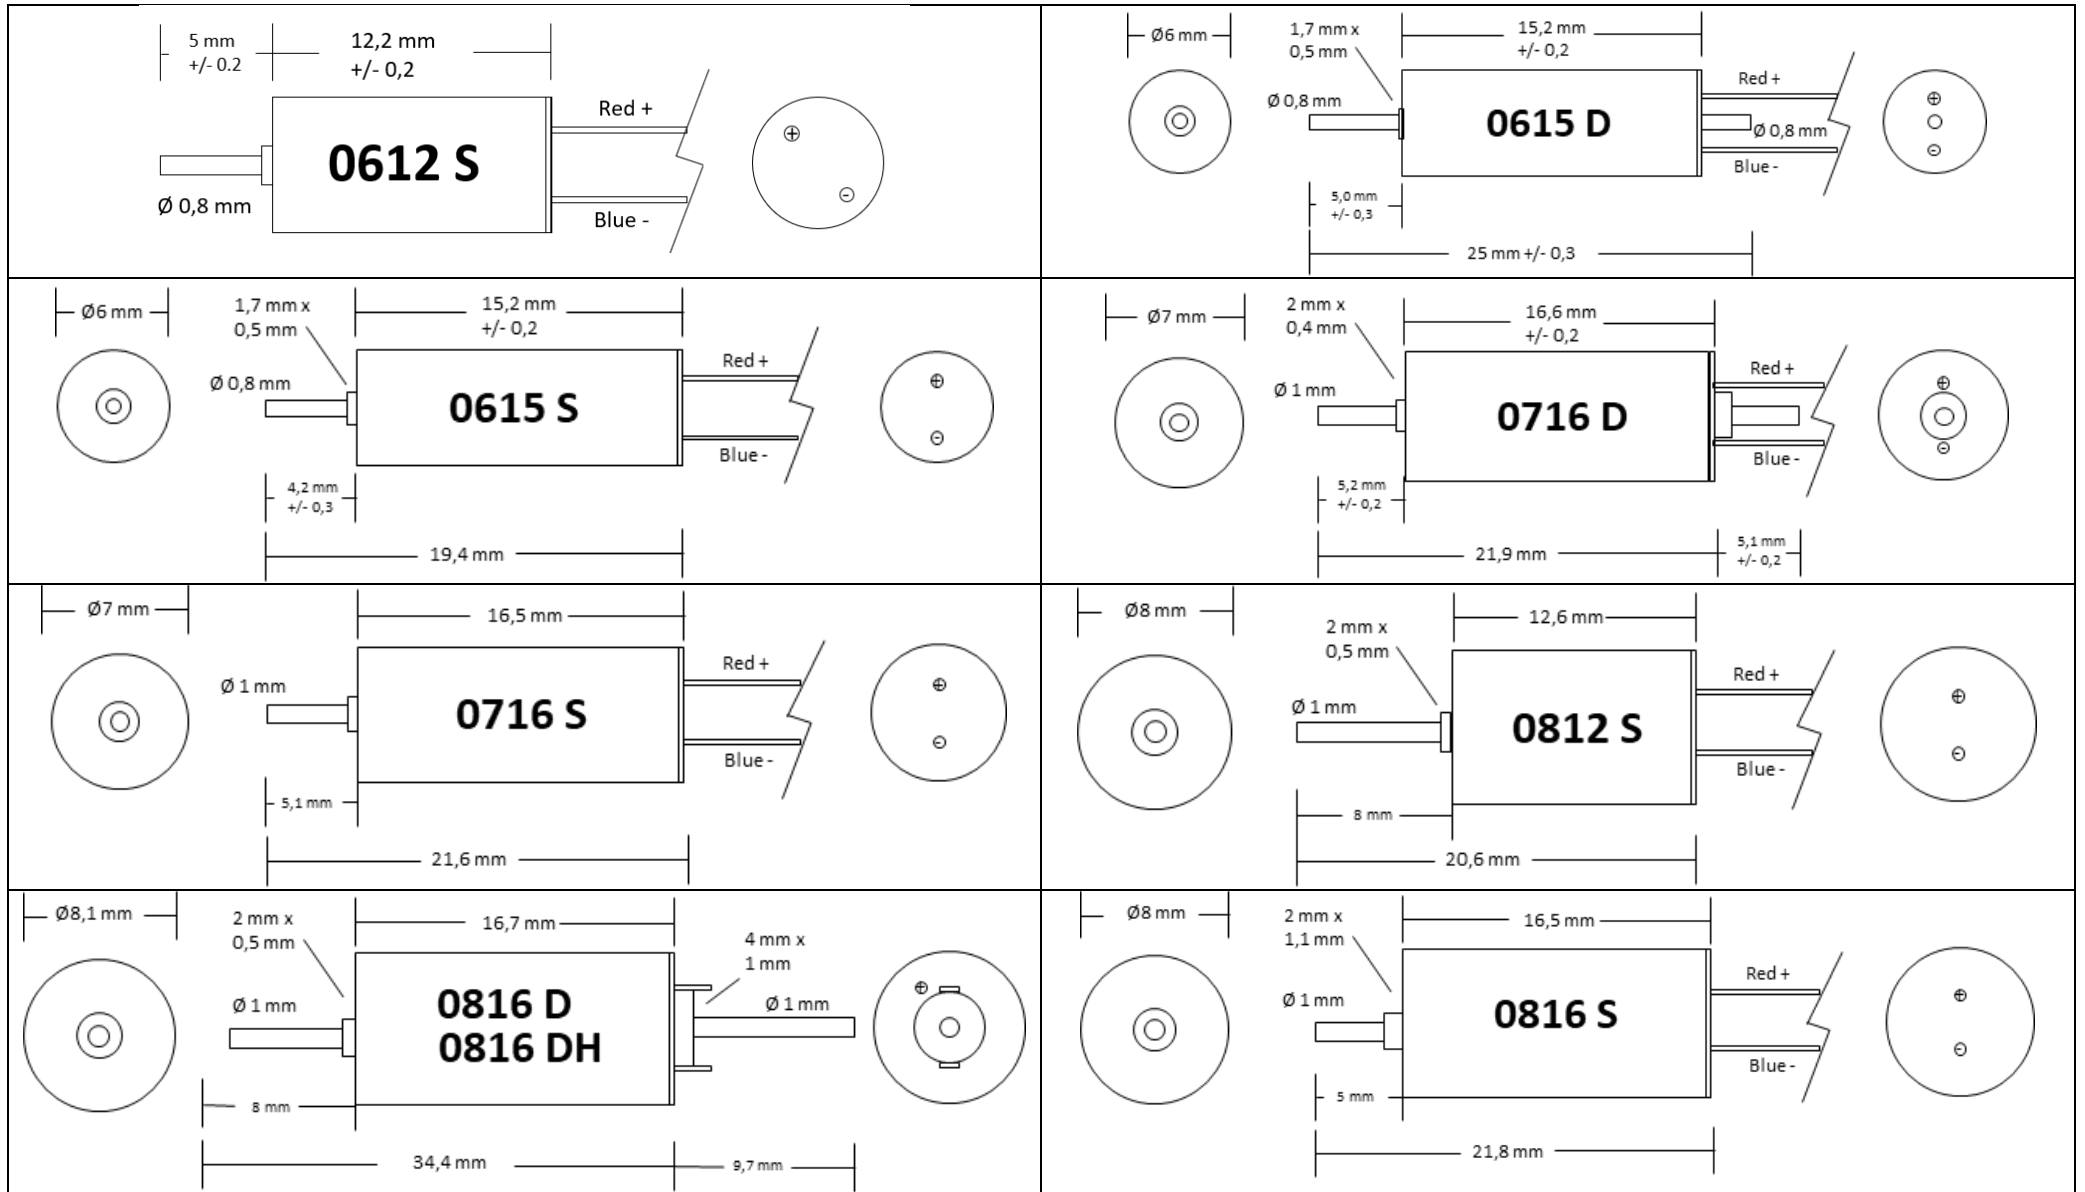 5 mm
+/- 0.2
12,2 mm
+/- 0,2
0612 S
Red +
Blue -
Ø 0,8 mm
+
-
Ø6 mm
1,7 mm x
0,5 mm
15,2 mm
+/- 0,2
Ø 0,8 mm
0615 D
Red +
Ø 0,8 mm
Blue -
+
-
5,0 mm
+/- 0,3
25 mm +/- 0,3
Ø6 mm
1,7 mm x
0,5 mm
15,2 mm
+/- 0,2
Ø 0,8 mm
0615 S
Red +
Blue -
+
-
4,2 mm
+/- 0,3
19,4 mm
Ø7 mm
2 mm x
0,4 mm
16,6 mm
+/- 0,2
Ø 1 mm
0716 D
Red +
Blue -
+
-
5,2 mm
+/- 0,2
21,9 mm
5,1 mm
+/- 0,2
Ø7 mm
16,5 mm
Ø 1 mm
0716 S
Red +
Blue -
+
-
5,1 mm
21,6 mm
Ø8 mm
2 mm x
0,5 mm
12,6 mm
Ø 1 mm
0812 S
Red +
Blue -
+
-
8 mm
20,6 mm
Ø8,1 mm
2 mm x
0,5 mm
16,7 mm
4 mm x
1 mm
Ø 1 mm
0816 D
0816 DH
Ø 1 mm
+
8 mm
34,4 mm
9,7 mm
Ø8 mm
2 mm x
1,1 mm
16,5 mm
Ø 1 mm
0816 S
Red +
Blue -
+
-
5 mm
21,8 mm